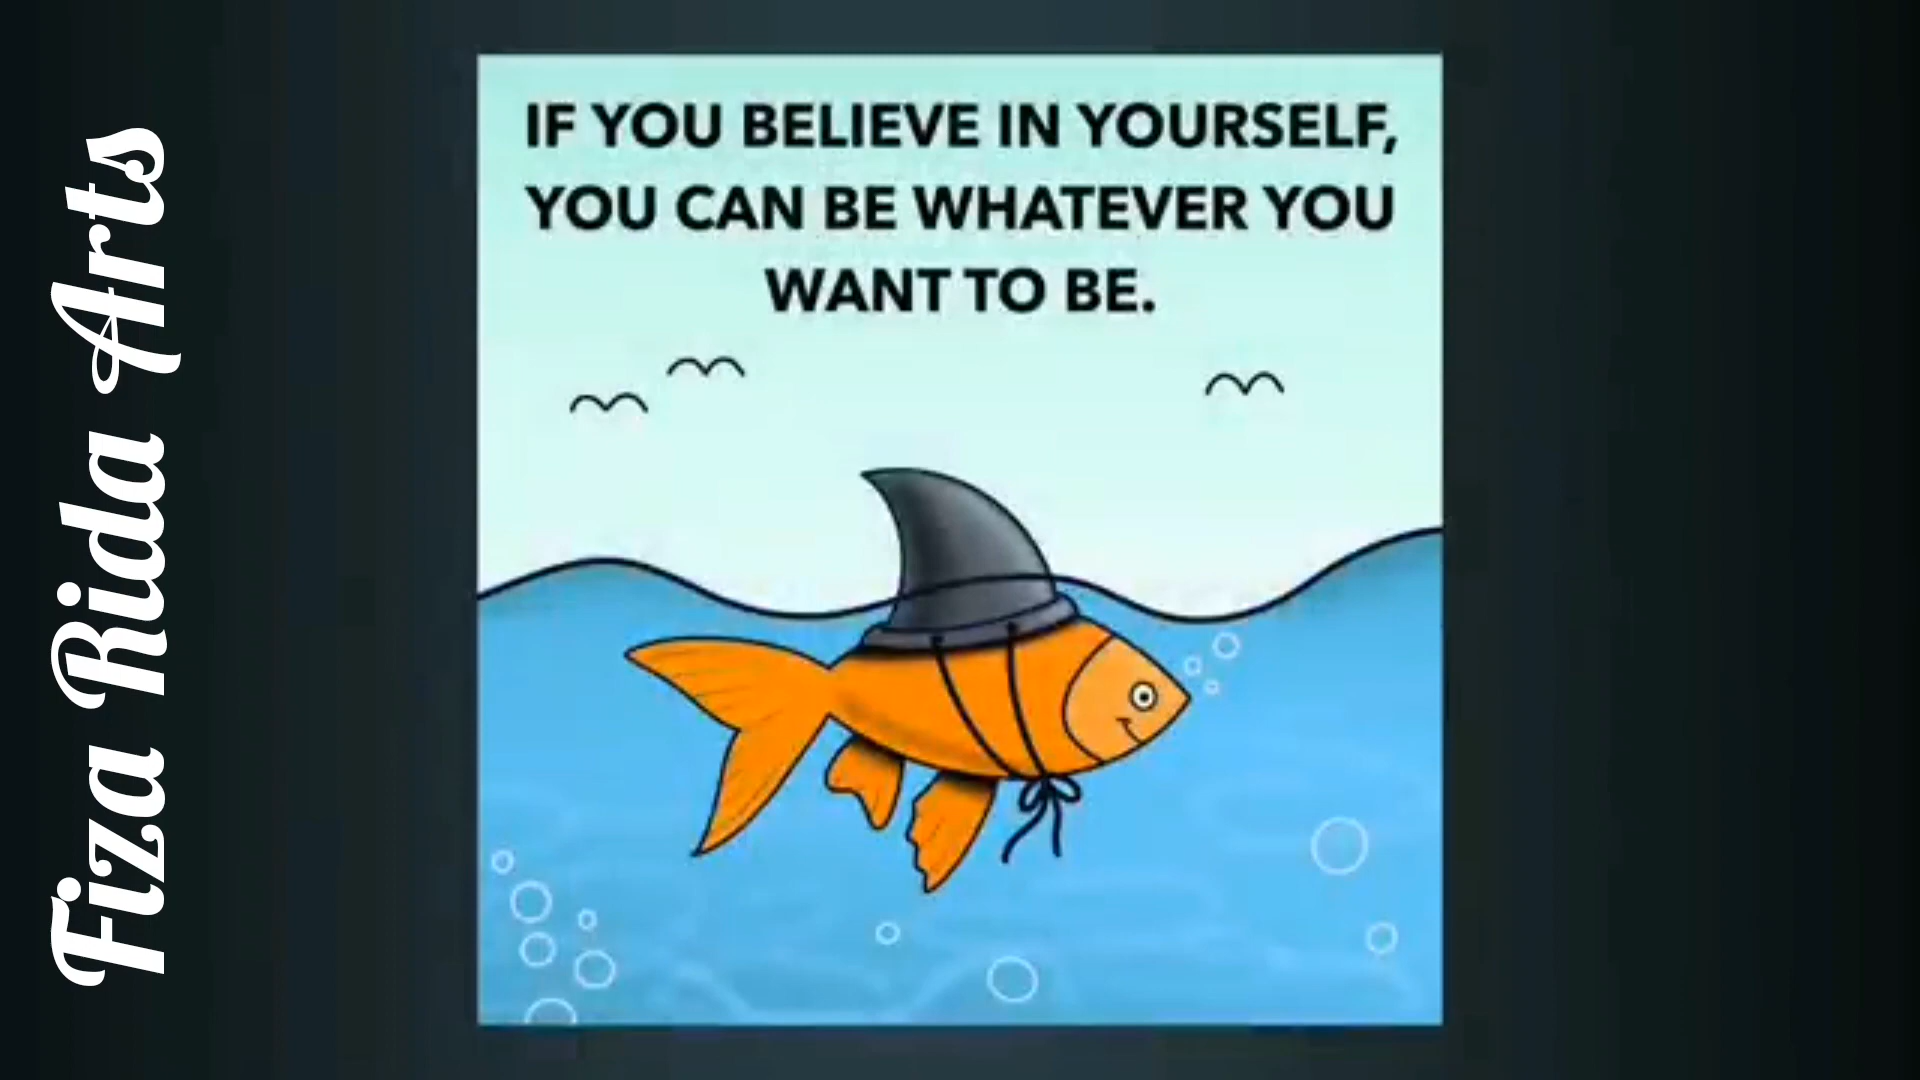 Fiza Rida Arts
IF YOU BELIEVE IN YOURSELF,
YOU CAN BE WHATEVER YOU
WANT TO BE.